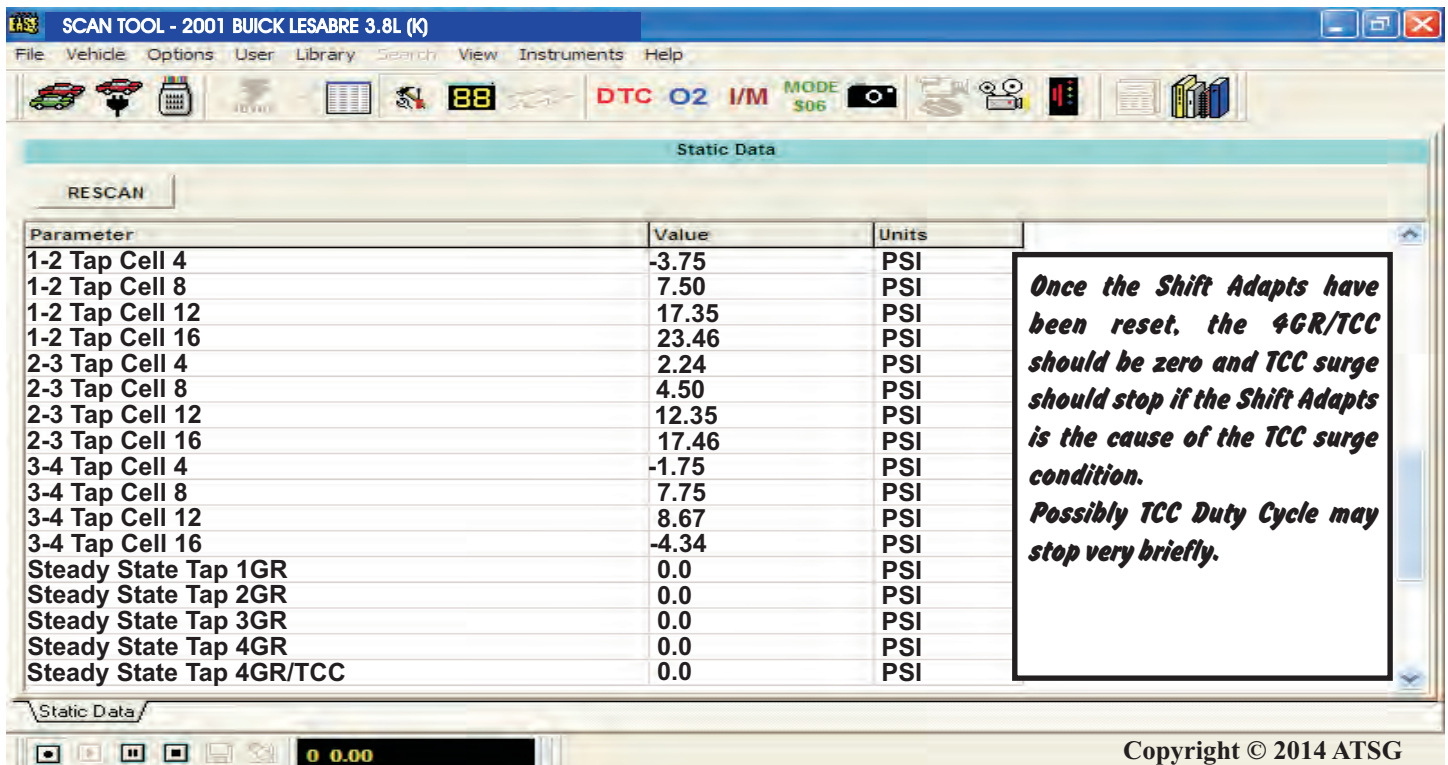 SCAN TOOL - 2001 BUICK LESABRE 3.8L (K)
File Vehicle Options User Library Search View Instruments Help
88 DTC O2 I/M MODE $06
Static Data
RESCAN
Parameter Value Units
1-2 Tap Cell 4 -3.75 PSI
1-2 Tap Cell 8 7.50 PSI
1-2 Tap Cell 12 17.35 PSI
1-2 Tap Cell 16 23.46 PSI
2-3 Tap Cell 4 2.24 PSI
2-3 Tap Cell 8 4.50 PSI
2-3 Tap Cell 12 12.35 PSI
2-3 Tap Cell 16 17.46 PSI
3-4 Tap Cell 4 -1.75 PSI
3-4 Tap Cell 8 7.75 PSI
3-4 Tap Cell 12 8.67 PSI
3-4 Tap Cell 16 -4.34 PSI
Steady State Tap 1GR 0.0 PSI
Steady State Tap 2GR 0.0 PSI
Steady State Tap 3GR 0.0 PSI
Steady State Tap 4GR 0.0 PSI
Steady State Tap 4GR/TCC 0.0 PSI
Once the Shift Adapts have
been reset, the 4GR/TCC
should be zero and TCC surge
should stop if the Shift Adapts
is the cause of the TCC surge
condition.
Possibly TCC Duty Cycle may
stop very briefly.
Static Data
0 0.00
Copyright © 2014 ATSG